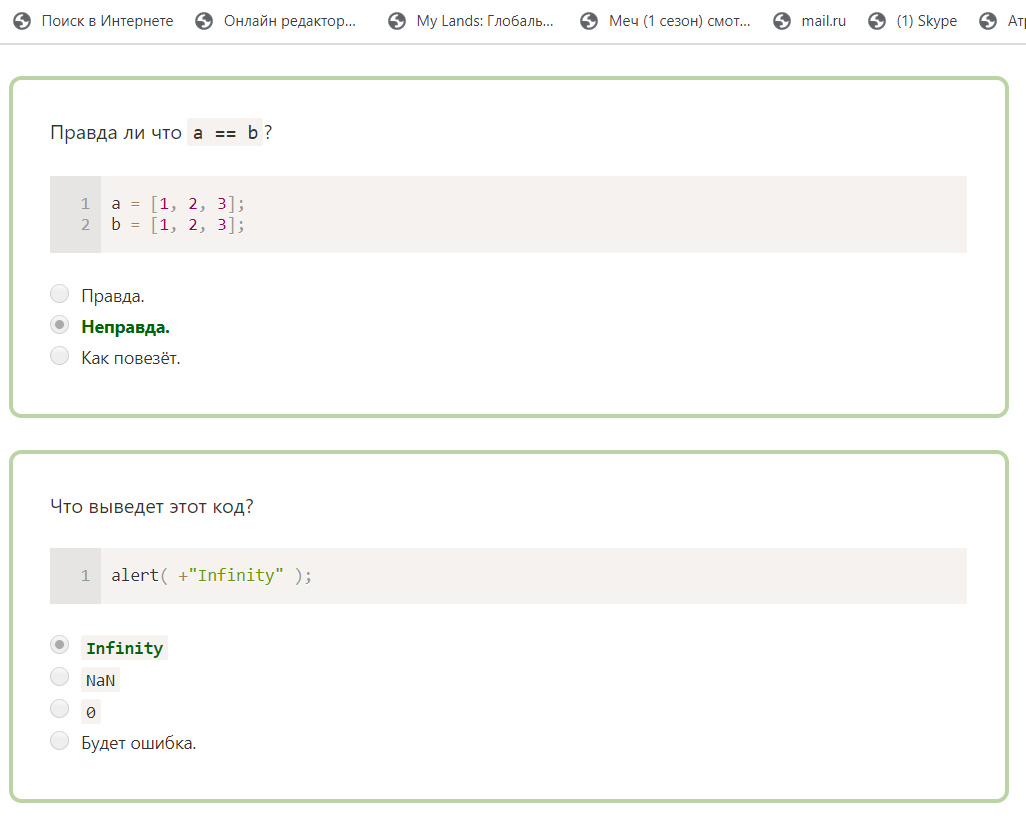 Поиск в Интернете Онлайн редактор... My Lands: Глобаль... Меч (1 сезон) смот... mail.ru (1) Skype Атр
Правда ли что a == b?
1 a = [1, 2, 3];
2 b = [1, 2, 3];
Правда.
Неправда.
Как повезёт.
Что выведет этот код?
1 alert( +"Infinity" );
Infinity
NaN
0
Будет ошибка.